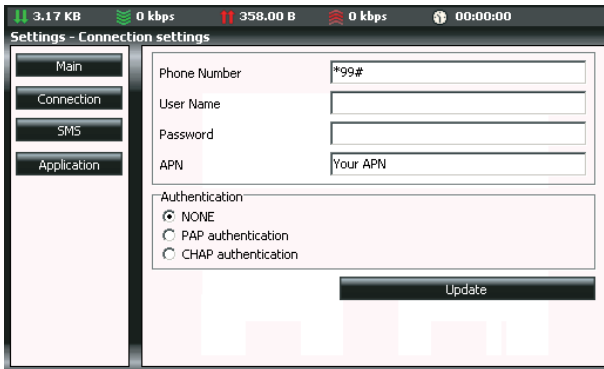 3.17 KB 0 kbps 358.00 B 0 kbps 00:00:00
Settings - Connection settings
Main
Connection
SMS
Application
Phone Number *99#
User Name
Password
APN Your APN
Authentication
NONE
PAP authentication
CHAP authentication
Update